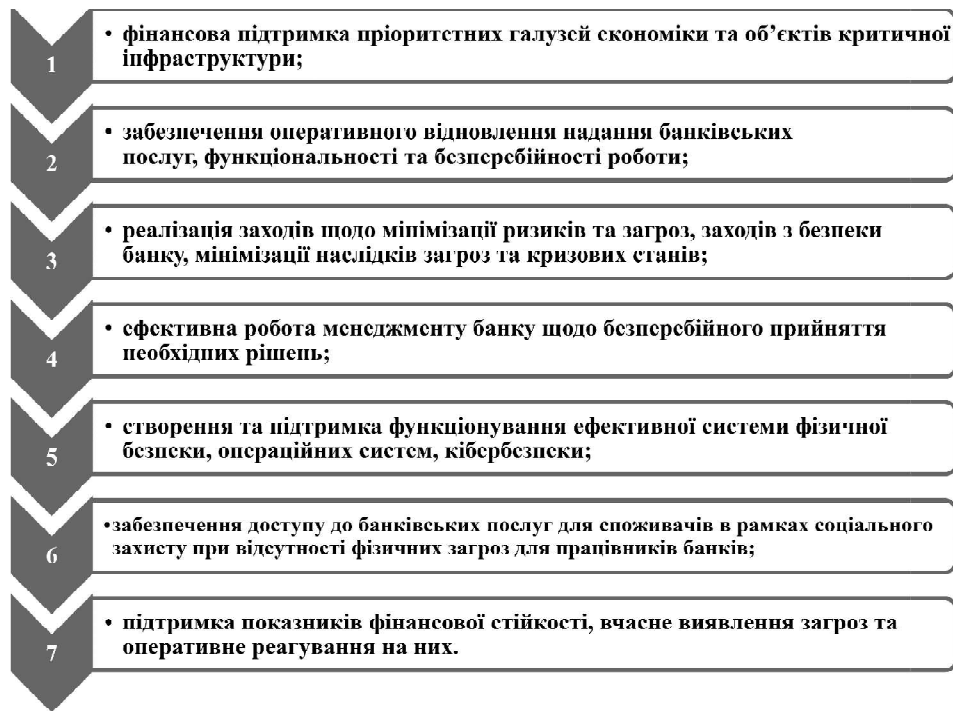 1
• фінансова підтримка пріоритетних галузей економіки та об’єктів критичної
інфраструктури;
2
• забезпечення оперативного відновлення надання банківських
послуг, функціональності та безперебійності роботи;
3
• реалізація заходів щодо мінімізації ризиків та загроз, заходів з безпеки
банку, мінімізації наслідків загроз та кризових станів;
4
• ефективна робота менеджменту банку щодо безперебійного прийняття
необхідних рішень;
5
• створення та підтримка функціонування ефективної системи фізичної
безпеки, операційних систем, кібербезпеки;
6
•забезпечення доступу до банківських послуг для споживачів в рамках соціального
захисту при відсутності фізичних загроз для працівників банків;
7
• підтримка показників фінансової стійкості, вчасне виявлення загроз та
оперативне реагування на них.